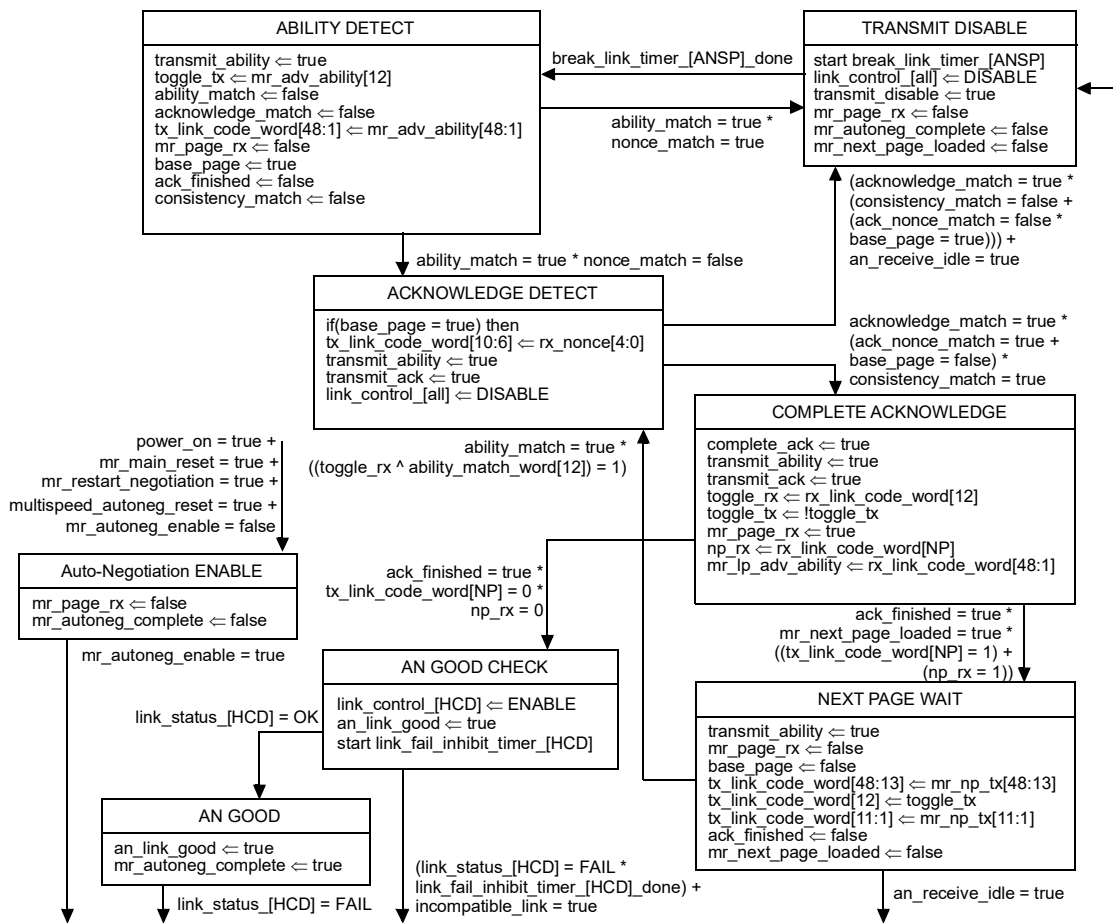 ABILITY DETECT
transmit_ability ⇐ true
toggle_tx ⇐ mr_adv_ability[12]
ability_match ⇐ false
acknowledge_match ⇐ false
tx_link_code_word[48:1] ⇐ mr_adv_ability[48:1]
mr_page_rx ⇐ false
base_page ⇐ true
ack_finished ⇐ false
consistency_match ⇐ false
break_link_timer_[ANSP]_done
ability_match = true *
nonce_match = true
TRANSMIT DISABLE
start break_link_timer_[ANSP]
link_control_[all] ⇐ DISABLE
transmit_disable ⇐ true
mr_page_rx ⇐ false
mr_autoneg_complete ⇐ false
mr_next_page_loaded ⇐ false
(acknowledge_match = true *
(consistency_match = false +
(ack_nonce_match = false *
base_page = true))) +
an_receive_idle = true
ability_match = true * nonce_match = false
ACKNOWLEDGE DETECT
if(base_page = true) then
tx_link_code_word[10:6] ⇐ rx_nonce[4:0]
transmit_ability ⇐ true
transmit_ack ⇐ true
link_control_[all] ⇐ DISABLE
acknowledge_match = true *
(ack_nonce_match = true +
base_page = false) *
consistency_match = true
COMPLETE ACKNOWLEDGE
complete_ack ⇐ true
transmit_ability ⇐ true
transmit_ack ⇐ true
toggle_rx ⇐ rx_link_code_word[12]
toggle_tx ⇐ !toggle_tx
mr_page_rx ⇐ true
np_rx ⇐ rx_link_code_word[NP]
mr_lp_adv_ability ⇐ rx_link_code_word[48:1]
ability_match = true *
((toggle_rx ^ ability_match_word[12]) = 1)
power_on = true +
mr_main_reset = true +
mr_restart_negotiation = true +
multispeed_autoneg_reset = true +
mr_autoneg_enable = false
Auto-Negotiation ENABLE
mr_page_rx ⇐ false
mr_autoneg_complete ⇐ false
mr_autoneg_enable = true
ack_finished = true *
tx_link_code_word[NP] = 0 *
np_rx = 0
ack_finished = true *
mr_next_page_loaded = true *
((tx_link_code_word[NP] = 1) +
(np_rx = 1))
AN GOOD CHECK
link_control_[HCD] ⇐ ENABLE
an_link_good ⇐ true
start link_fail_inhibit_timer_[HCD]
link_status_[HCD] = OK
NEXT PAGE WAIT
transmit_ability ⇐ true
mr_page_rx ⇐ false
base_page ⇐ false
tx_link_code_word[48:13] ⇐ mr_np_tx[48:13]
tx_link_code_word[12] ⇐ toggle_tx
tx_link_code_word[11:1] ⇐ mr_np_tx[11:1]
ack_finished ⇐ false
mr_next_page_loaded ⇐ false
AN GOOD
an_link_good ⇐ true
mr_autoneg_complete ⇐ true
link_status_[HCD] = FAIL
(link_status_[HCD] = FAIL *
link_fail_inhibit_timer_[HCD]_done) +
incompatible_link = true
an_receive_idle = true